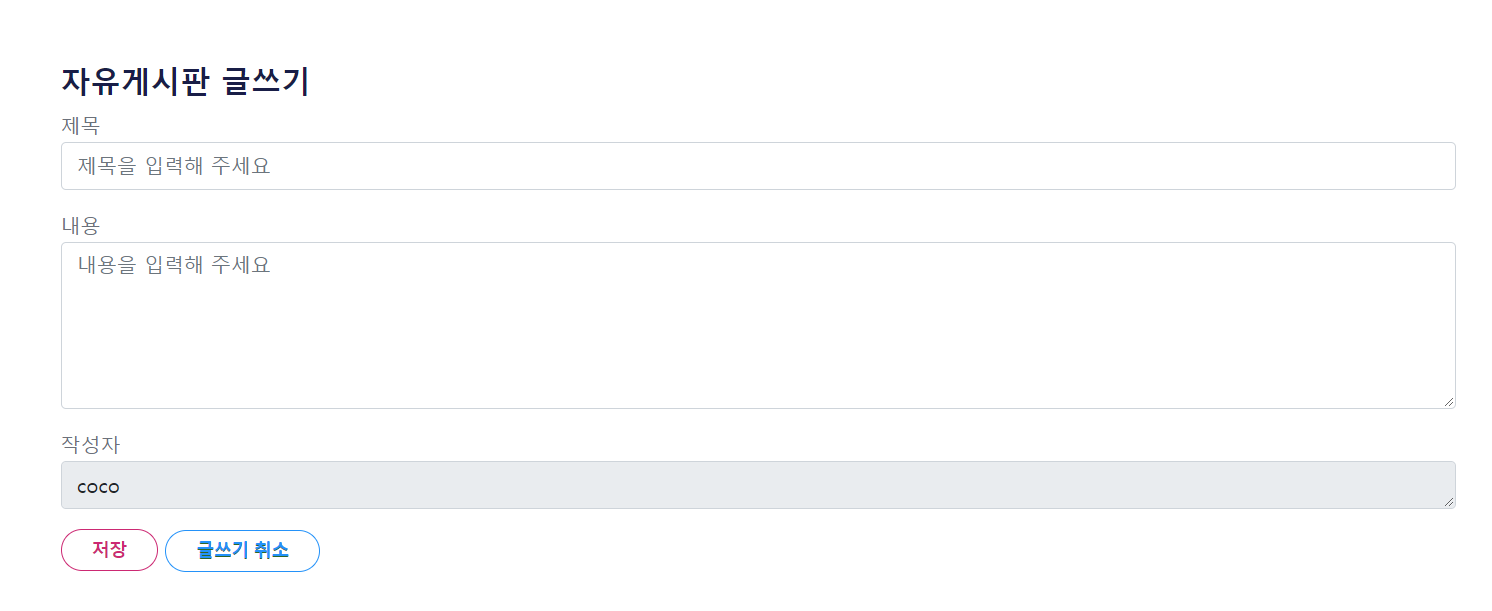 자유게시판 글쓰기
제목
제목을 입력해 주세요
내용
내용을 입력해 주세요
작성자
coco
저장 글쓰기 취소